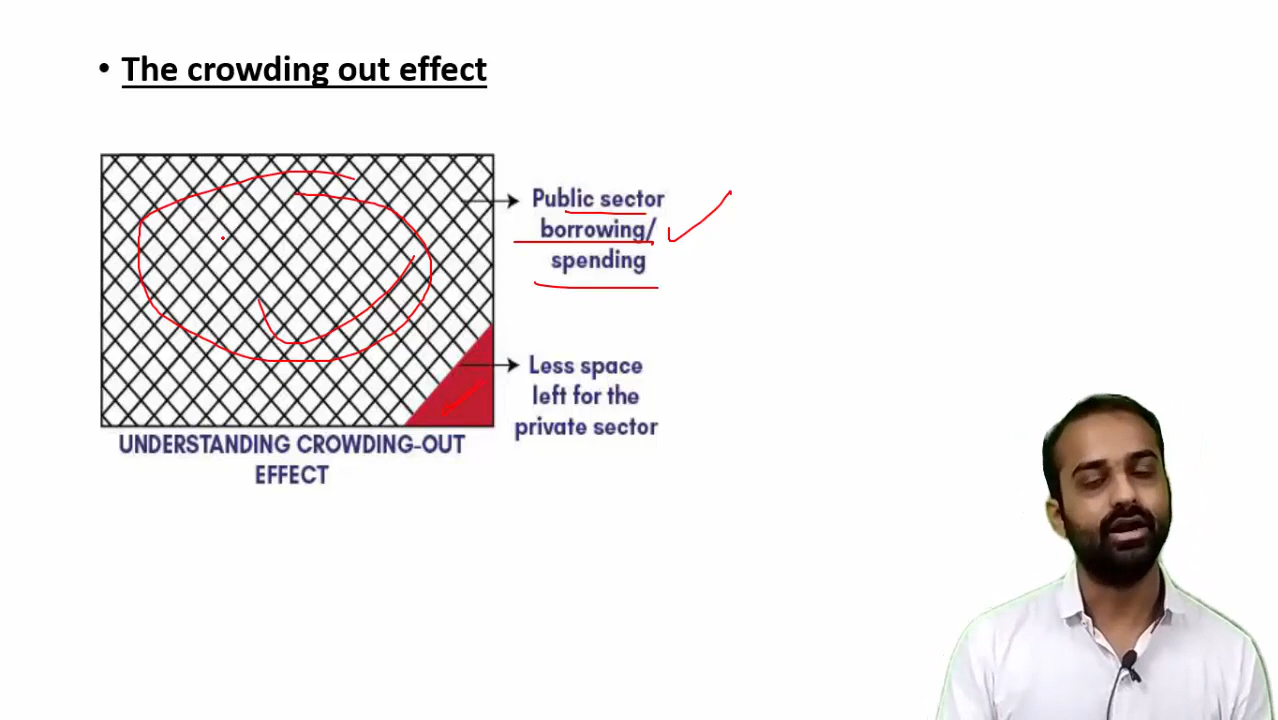 • The crowding out effect
Public sector
borrowing/
spending
Less space
left for the
private sector
UNDERSTANDING CROWDING-OUT
EFFECT